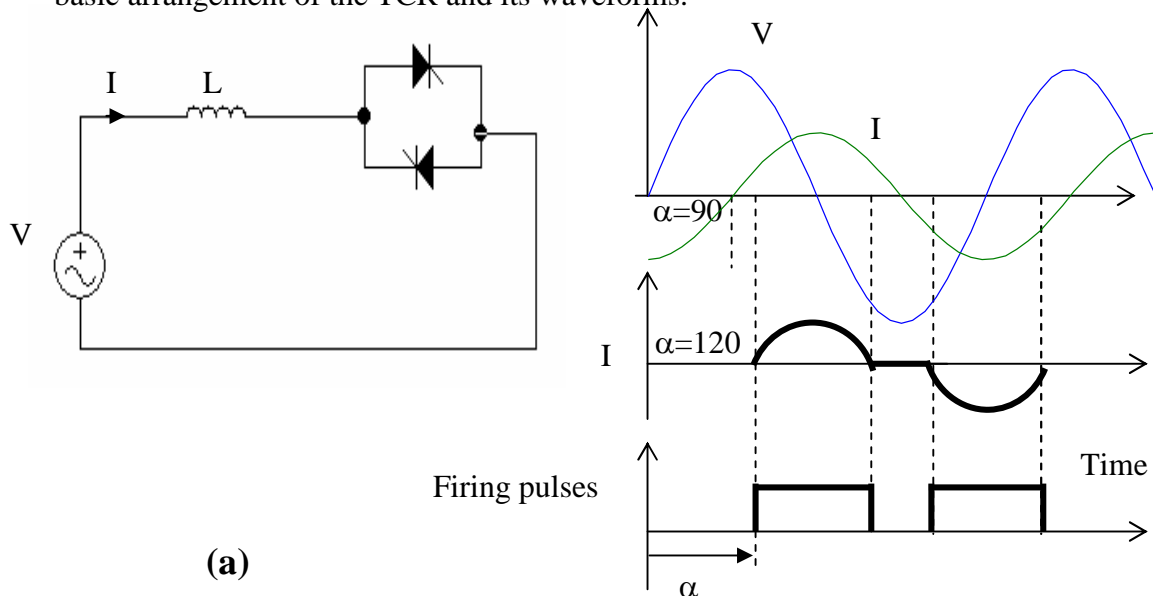 basic arrangement of the TCR and its waveforms.
I
L
V
(a)
V
I
α=90
I
α=120
Time
Firing pulses
α